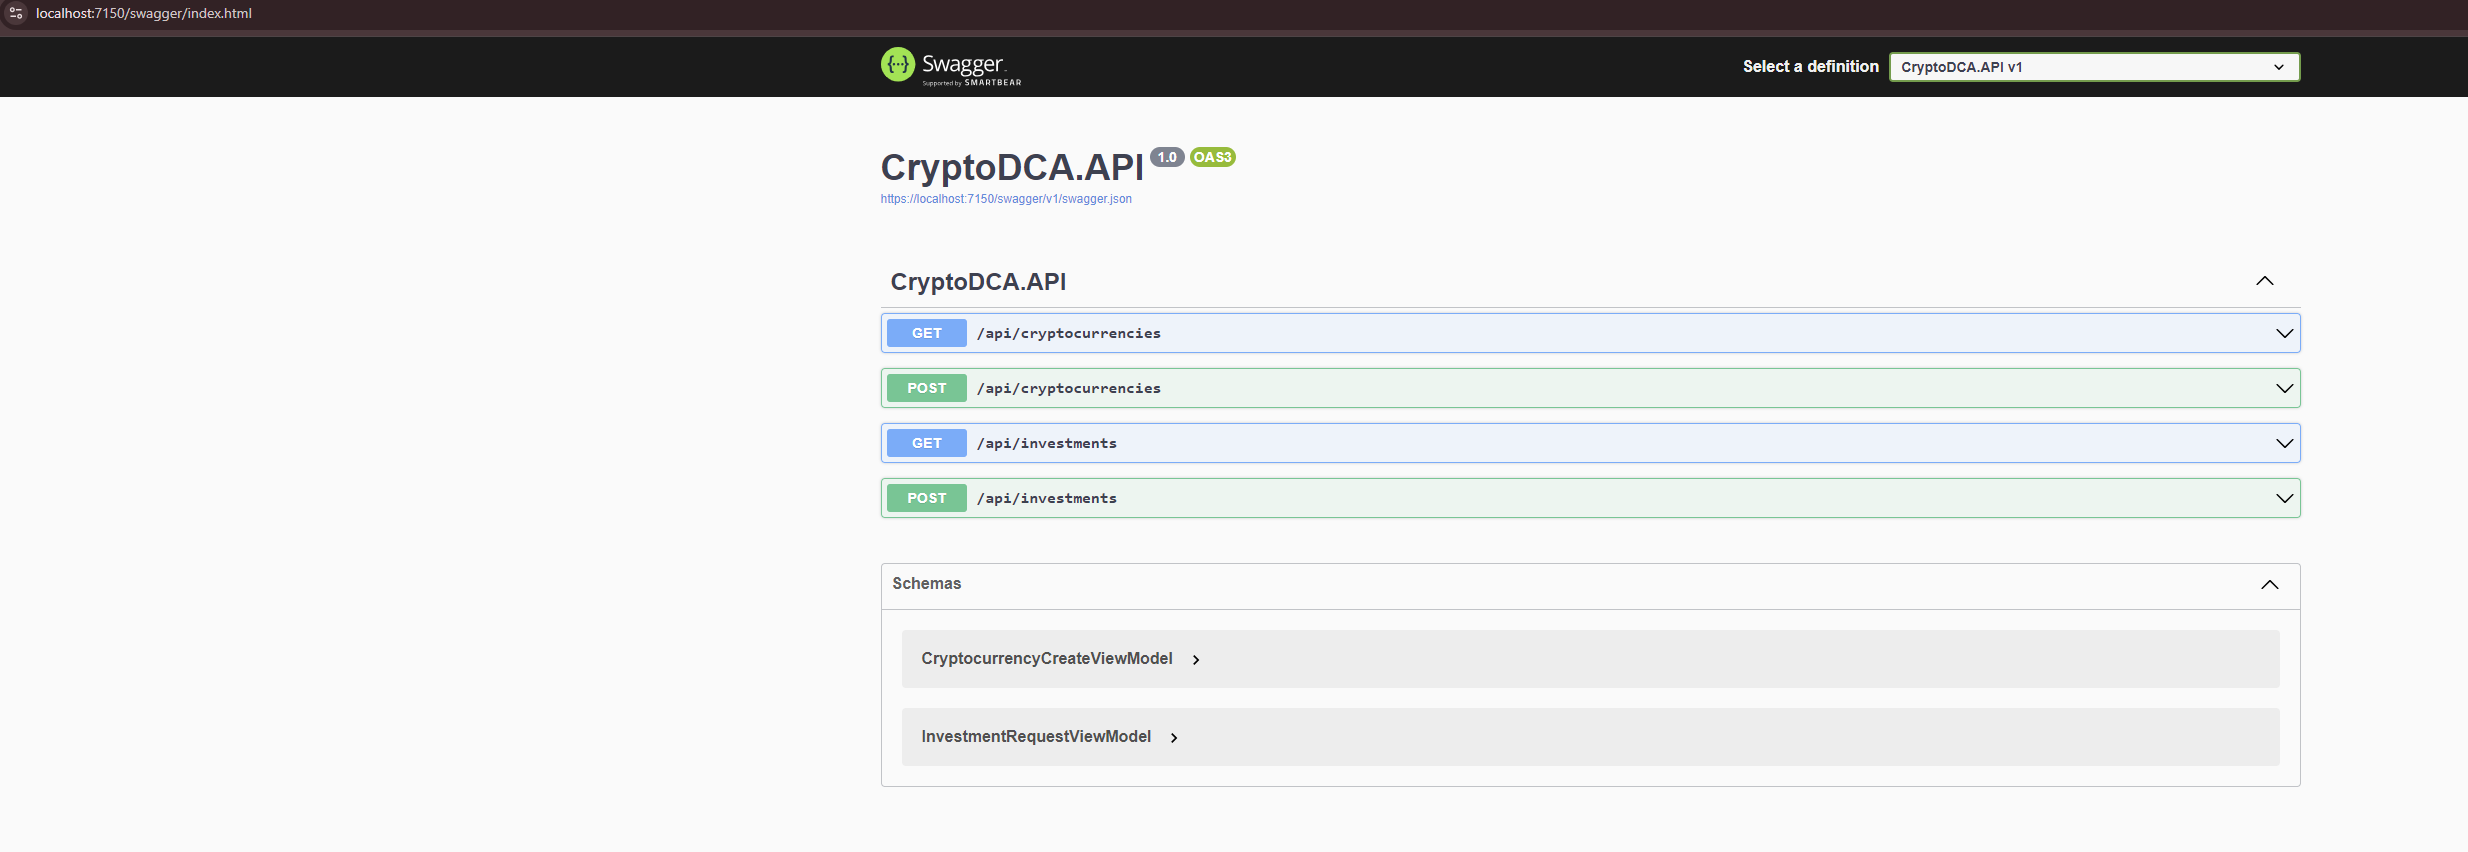 localhost:7150/swagger/index.html
Swagger.
Supported by SMARTBEAR
Select a definition
CryptoDCA.API v1
CryptoDCA.API 1.0 OAS3
https://localhost:7150/swagger/v1/swagger.json
CryptoDCA.API
GET /api/cryptocurrencies
POST /api/cryptocurrencies
GET /api/investments
POST /api/investments
Schemas
CryptocurrencyCreateViewModel
InvestmentRequestViewModel